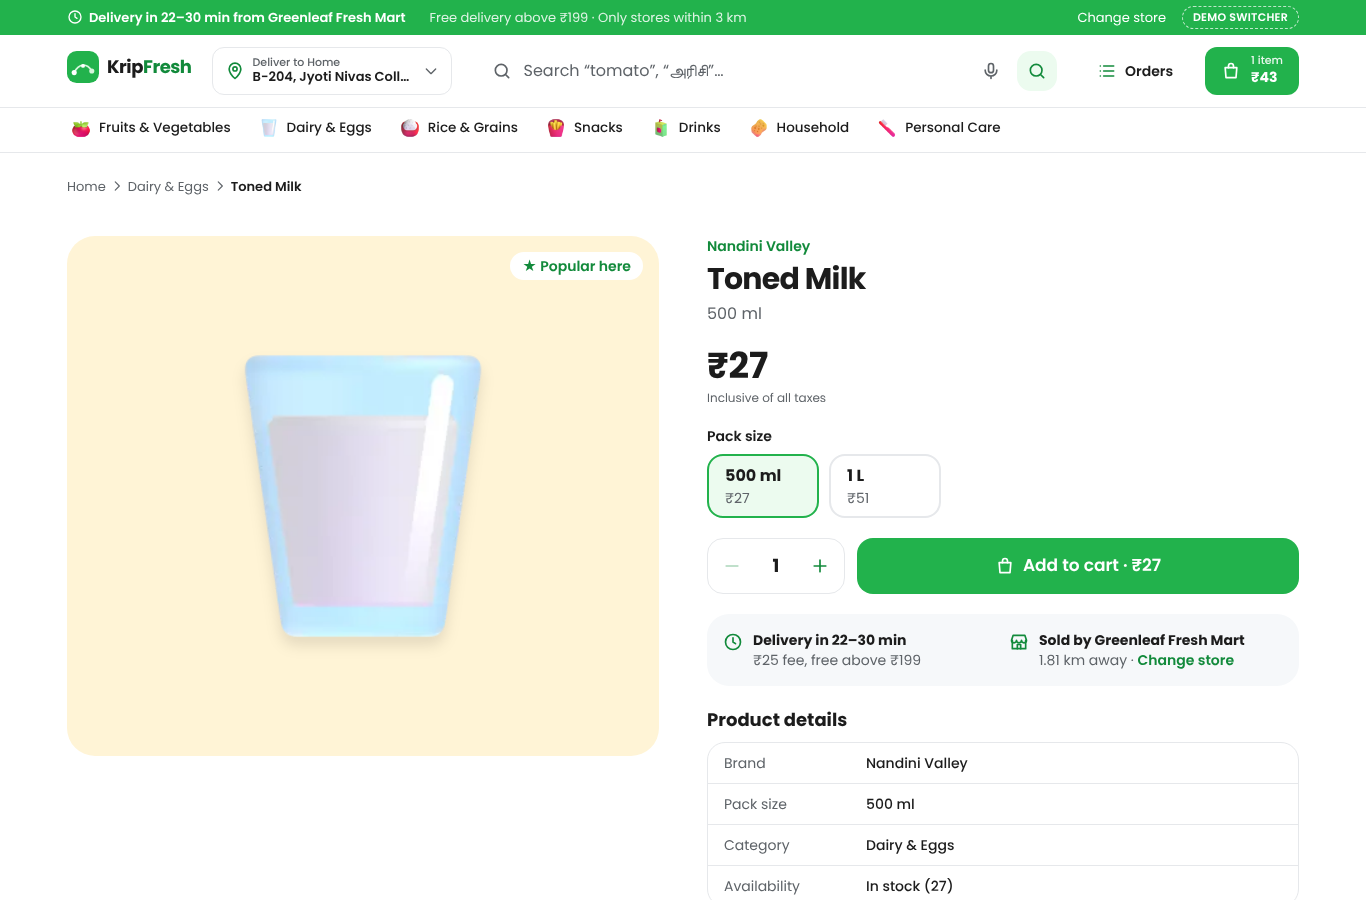 Delivery in 22–30 min from Greenleaf Fresh Mart
Free delivery above ₹199 · Only stores within 3 km
Change store
DEMO SWITCHER
KripFresh
Deliver to Home
B-204, Jyoti Nivas Coll...
Search “tomato”, “அரிசி”...
Orders
1 item
₹43
Fruits & Vegetables
Dairy & Eggs
Rice & Grains
Snacks
Drinks
Household
Personal Care
Home > Dairy & Eggs > Toned Milk
★ Popular here
Nandini Valley
Toned Milk
500 ml
₹27
Inclusive of all taxes
Pack size
500 ml
₹27
1 L
₹51
− 1 +
Add to cart · ₹27
Delivery in 22–30 min
₹25 fee, free above ₹199
Sold by Greenleaf Fresh Mart
1.81 km away · Change store
Product details
Brand Nandini Valley
Pack size 500 ml
Category Dairy & Eggs
Availability In stock (27)